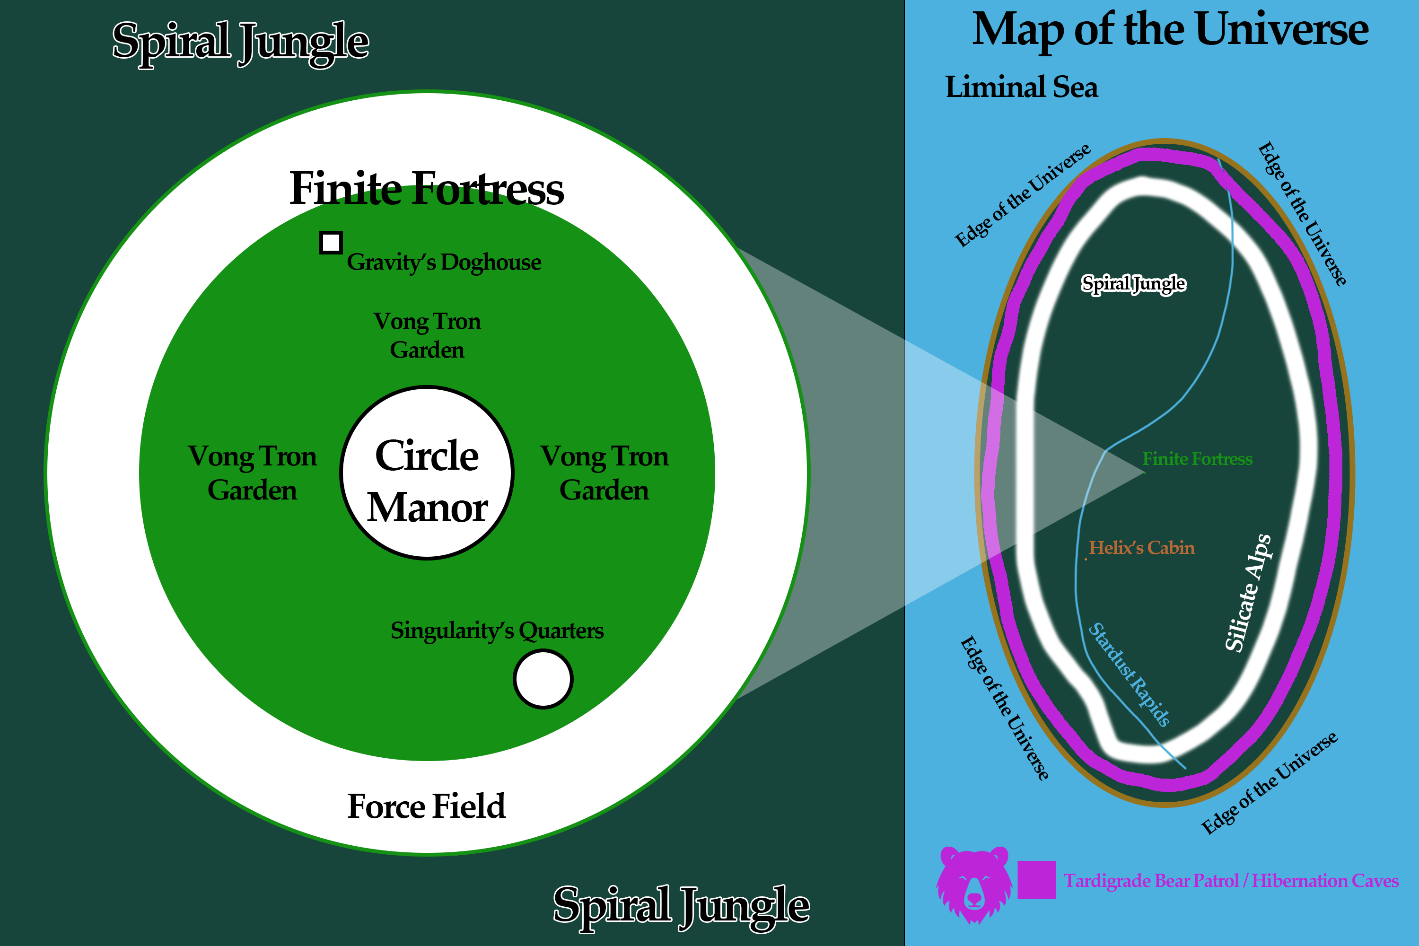 Spiral Jungle
Finite Fortress
Gravity's Doghouse
Vong Tron
Garden
Vong Tron
Garden
Circle
Manor
Vong Tron
Garden
Singularity's Quarters
Force Field
Spiral Jungle
Map of the Universe
Liminal Sea
Edge of the Universe
Edge of the Universe
Spiral Jungle
Finite Fortress
Helix's Cabin
Silicate Alps
Stardust Rapids
Edge of the Universe
Edge of the Universe
Tardigrade Bear Patrol / Hibernation Caves